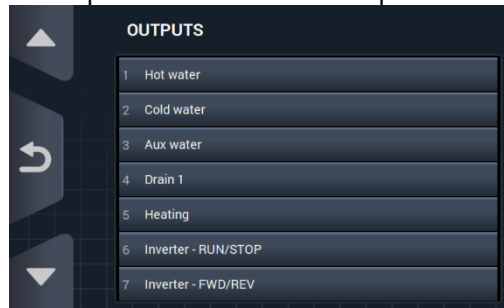 OUTPUTS
1 Hot water
2 Cold water
3 Aux water
4 Drain 1
5 Heating
6 Inverter - RUN/STOP
7 Inverter - FWD/REV